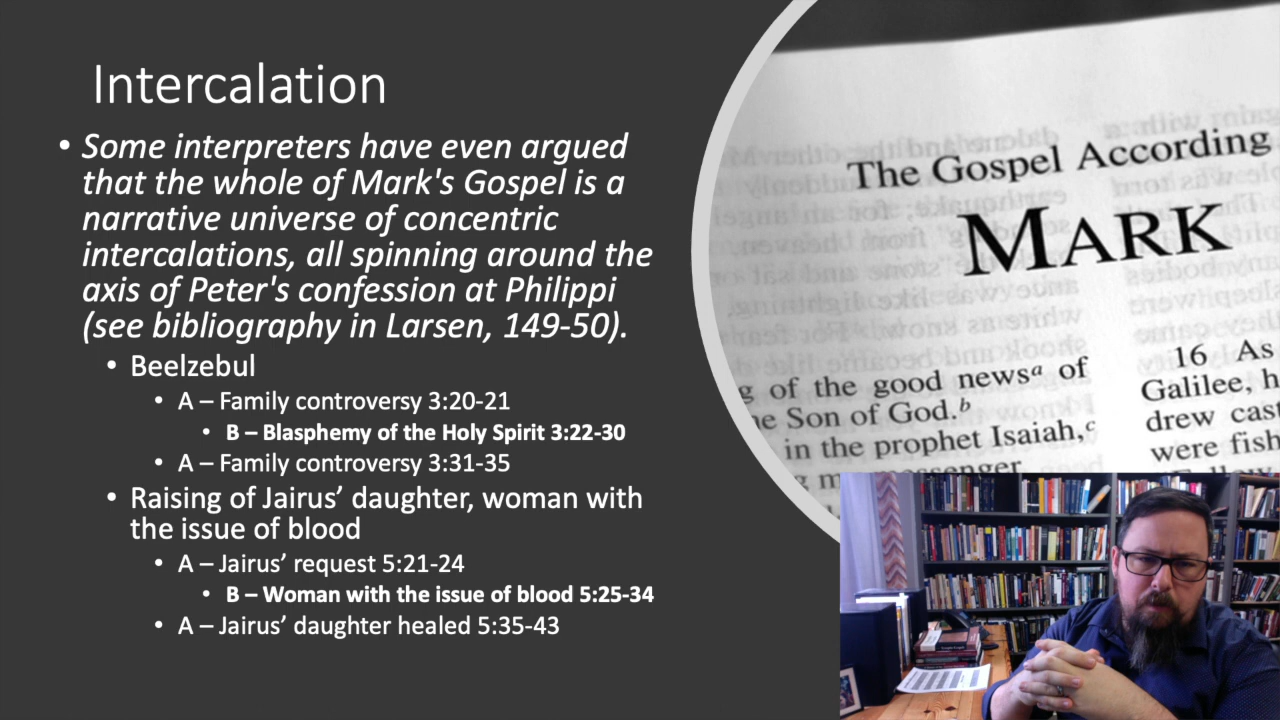 Intercalation
• Some interpreters have even argued
that the whole of Mark's Gospel is a
narrative universe of concentric
intercalations, all spinning around the
axis of Peter's confession at Philippi
(see bibliography in Larsen, 149-50).
• Beelzebul
• A – Family controversy 3:20-21
• B – Blasphemy of the Holy Spirit 3:22-30
• A – Family controversy 3:31-35
• Raising of Jairus’ daughter, woman with
the issue of blood
• A – Jairus’ request 5:21-24
• B – Woman with the issue of blood 5:25-34
• A – Jairus’ daughter healed 5:35-43
The Gospel According
MARK
of the good newsᵃ of
Son of God.ᵇ
in the prophet Isaiah,ᶜ
messenger
16 As
Galilee,
drew
were